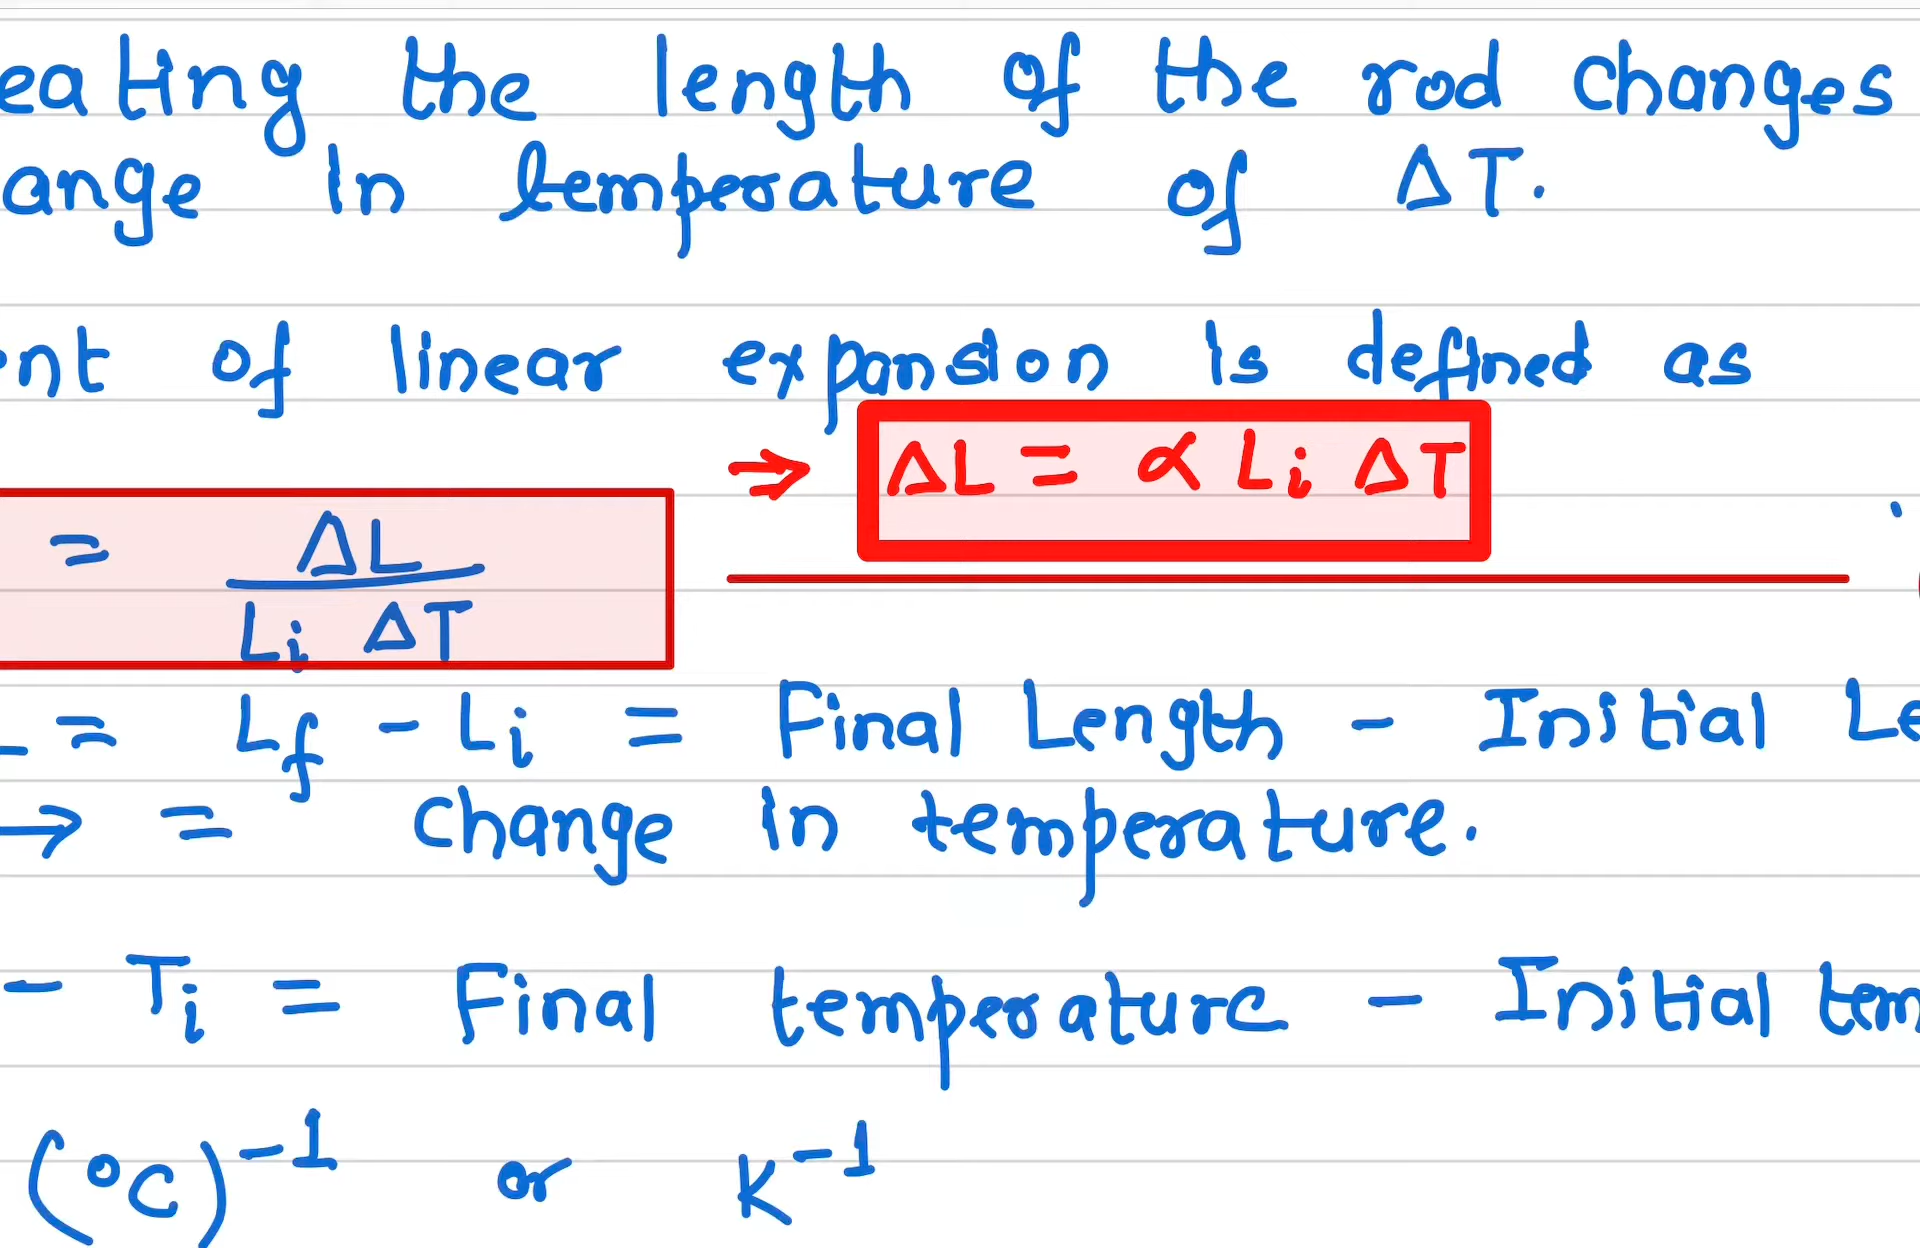 eating the length of the rod changes
ange in temperature of ΔT.
nt of linear expansion is defined as
⇒ ΔL = α Li ΔT
= ΔL / Li ΔT
= Lf - Li = Final Length - Initial Le
→ = change in temperature.
- Ti = Final temperature - Initial tem
(°C)⁻¹ or K⁻¹